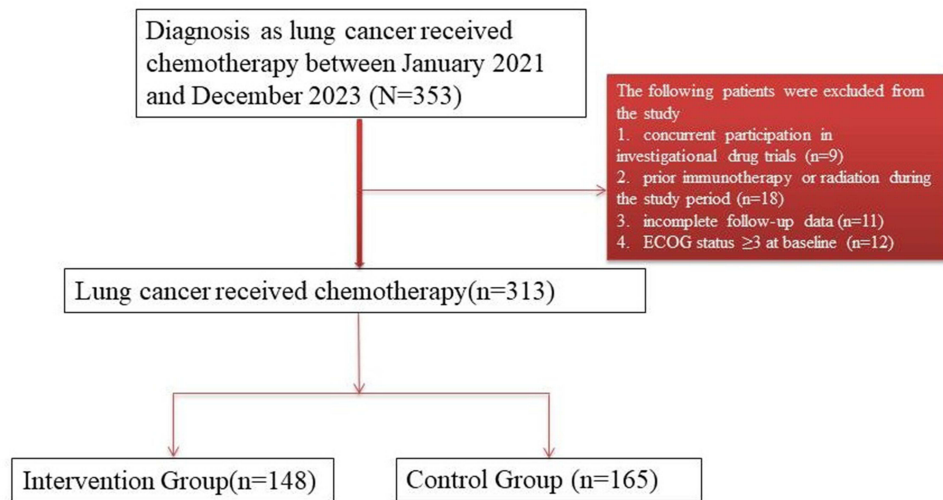 Diagnosis as lung cancer received
chemotherapy between January 2021
and December 2023 (N=353)
The following patients were excluded from
the study
1. concurrent participation in
investigational drug trials (n=9)
2. prior immunotherapy or radiation during
the study period (n=18)
3. incomplete follow-up data (n=11)
4. ECOG status ≥3 at baseline (n=12)
Lung cancer received chemotherapy(n=313)
Intervention Group(n=148)
Control Group (n=165)